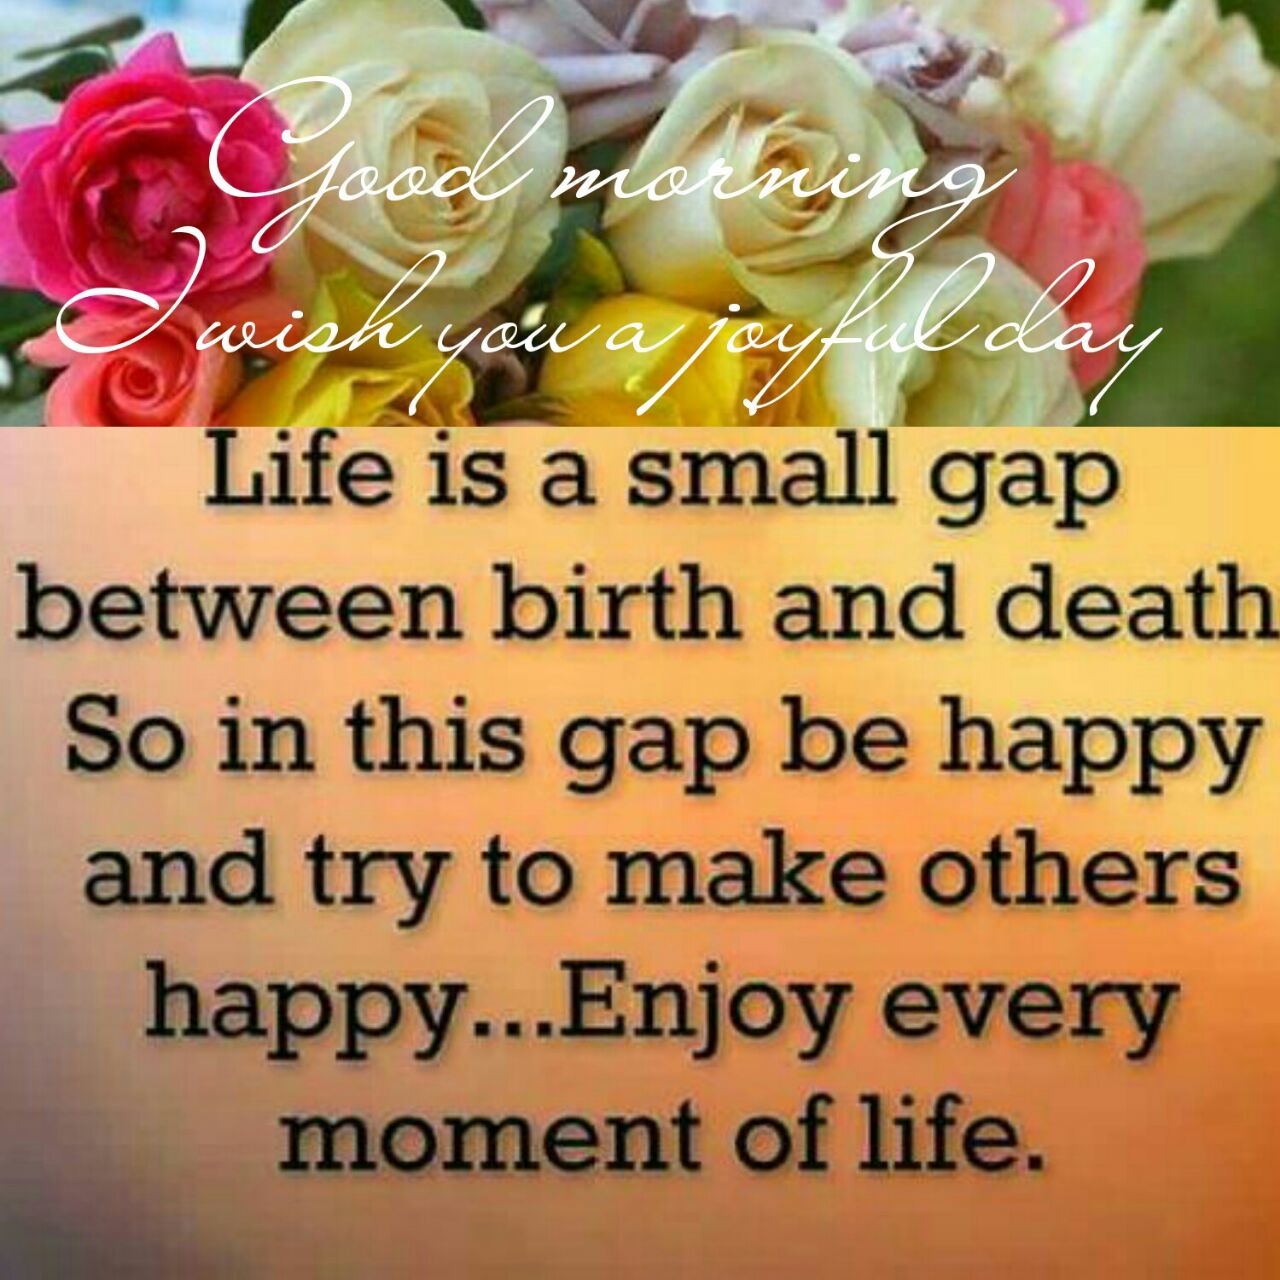 Good morning
I wish you a joyful day
Life is a small gap
between birth and death
So in this gap be happy
and try to make others
happy...Enjoy every
moment of life.